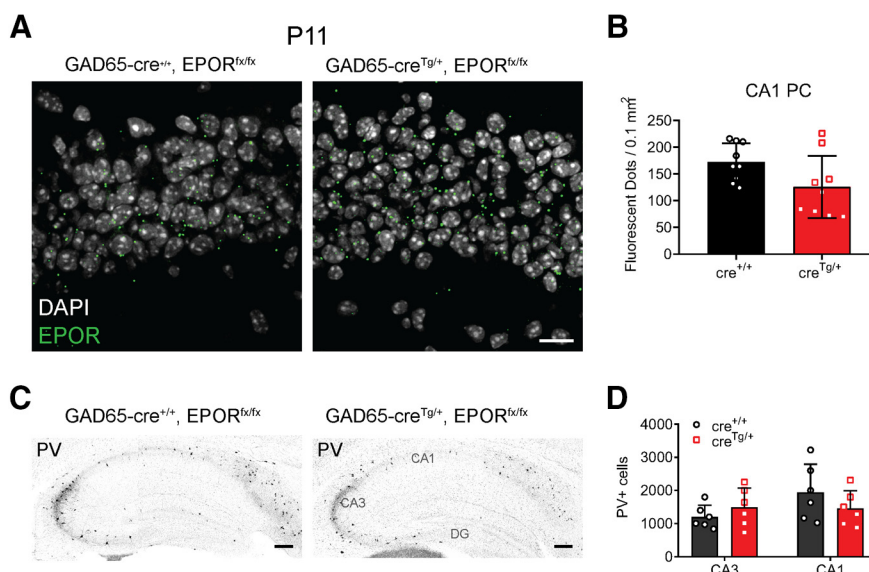 A
P11
GAD65-cre+/+, EPORfx/fx
GAD65-creTg/+, EPORfx/fx
DAPI
EPOR
B
CA1 PC
Fluorescent Dots / 0.1 mm2
250
200
150
100
50
0
cre+/+
creTg/+
C
GAD65-cre+/+, EPORfx/fx
GAD65-creTg/+, EPORfx/fx
PV
PV
CA1
CA3
DG
D
cre+/+
creTg/+
PV+ cells
4000
3000
2000
1000
0
CA3
CA1